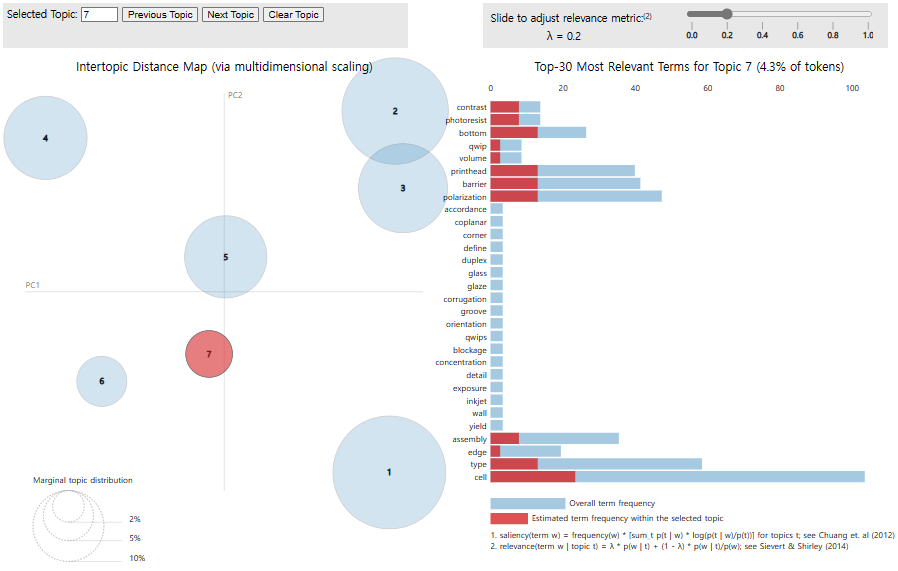 Selected Topic: 7 Previous Topic Next Topic Clear Topic
Slide to adjust relevance metric:(2)
λ = 0.2
0.0 0.2 0.4 0.6 0.8 1.0
Intertopic Distance Map (via multidimensional scaling)
PC2
PC1
4
2
3
5
7
6
1
Marginal topic distribution
2%
5%
10%
Top-30 Most Relevant Terms for Topic 7 (4.3% of tokens)
0 20 40 60 80 100
contrast
photoresist
bottom
qwip
volume
printhead
barrier
polarization
accordance
coplanar
corner
define
duplex
glass
glaze
corrugation
groove
orientation
qwips
blockage
concentration
detail
exposure
inkjet
wall
yield
assembly
edge
type
cell
Overall term frequency
Estimated term frequency within the selected topic
1. saliency(term w) = frequency(w) * [sum_t p(t | w) * log(p(t | w)/p(t))] for topics t; see Chuang et. al (2012)
2. relevance(term w | topic t) = λ * p(w | t) + (1 - λ) * p(w | t)/p(w); see Sievert & Shirley (2014)